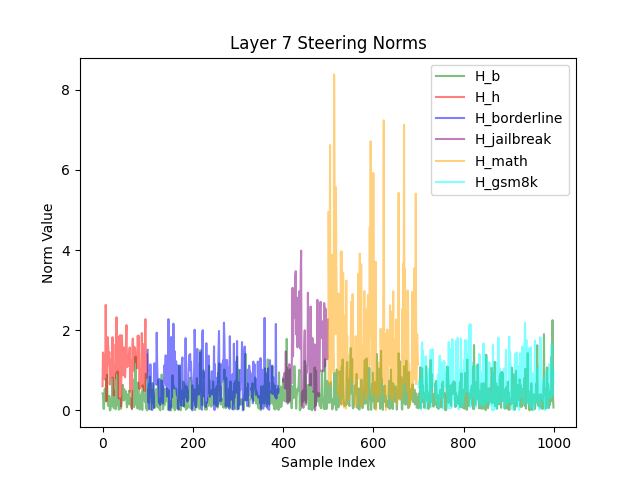 Layer 7 Steering Norms
H_b
H_h
H_borderline
H_jailbreak
H_math
H_gsm8k
Norm Value
8
6
4
2
0
0 200 400 600 800 1000
Sample Index